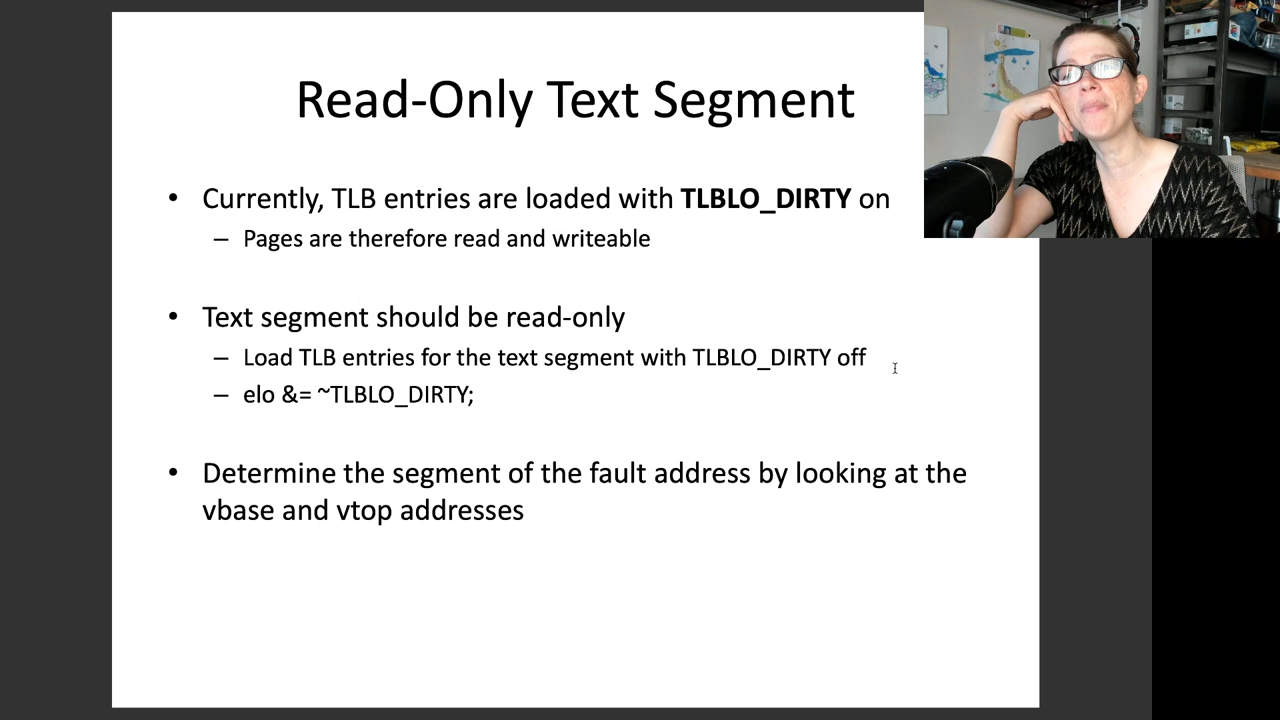 Read-Only Text Segment
• Currently, TLB entries are loaded with TLBLO_DIRTY on
– Pages are therefore read and writeable
• Text segment should be read-only
– Load TLB entries for the text segment with TLBLO_DIRTY off
– elo &= ~TLBLO_DIRTY;
• Determine the segment of the fault address by looking at the
vbase and vtop addresses